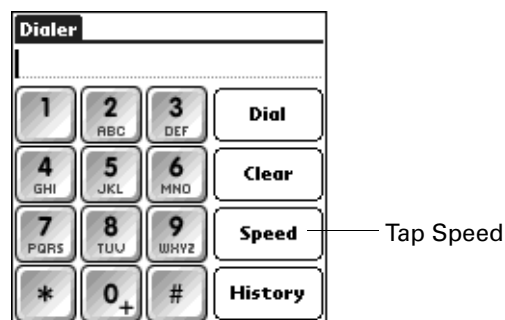 Dialer
1 2 ABC 3 DEF Dial
4 GHI 5 JKL 6 MNO Clear
7 PQRS 8 TUV 9 WXYZ Speed Tap Speed
* 0 + # History